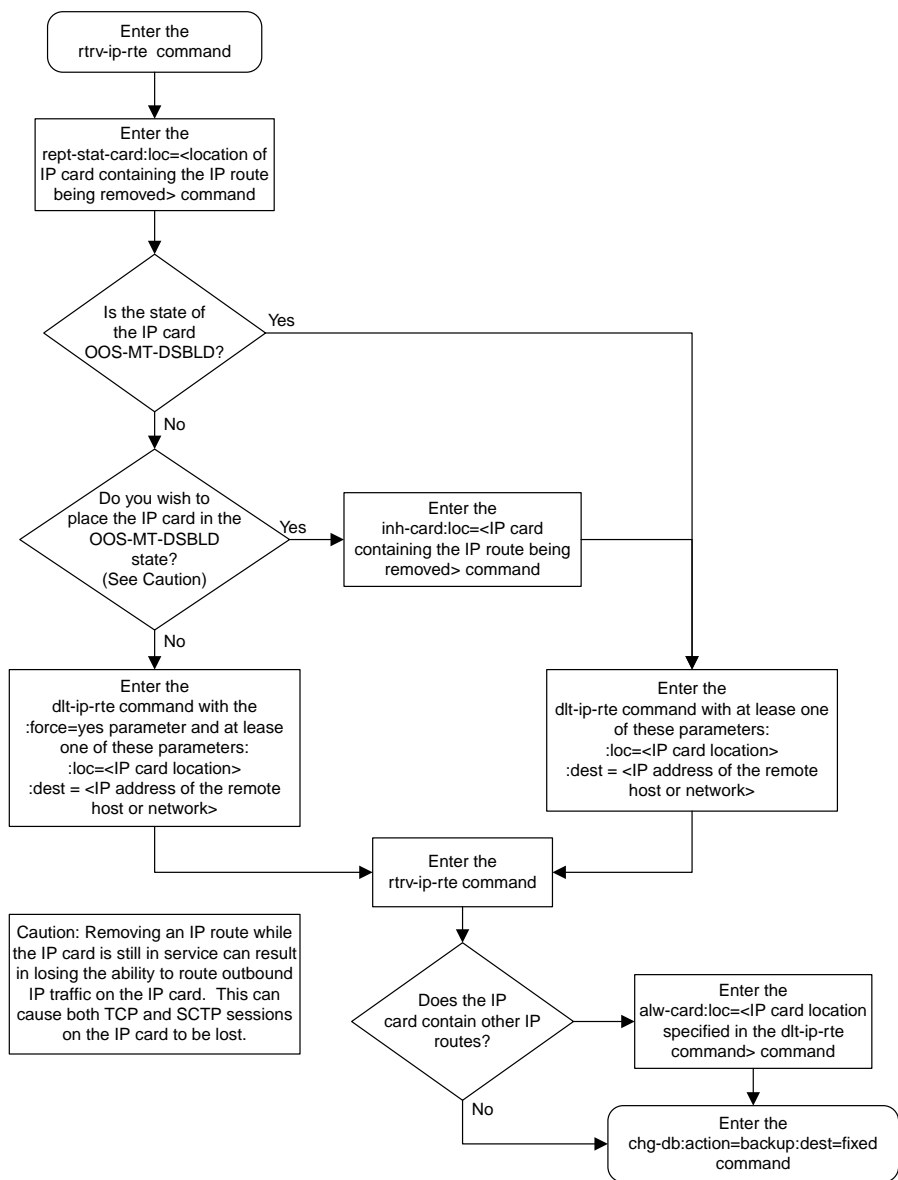 Enter the
rtrv-ip-rte command
Enter the
rept-stat-card:loc=<location of
IP card containing the IP route
being removed> command
Is the state of
the IP card
OOS-MT-DSBLD?
Yes
No
Do you wish to
place the IP card in the
OOS-MT-DSBLD
state?
(See Caution)
Yes
Enter the
inh-card:loc=<IP card
containing the IP route being
removed> command
No
Enter the
dlt-ip-rte command with the
:force=yes parameter and at lease
one of these parameters:
:loc=<IP card location>
:dest = <IP address of the remote
host or network>
Enter the
dlt-ip-rte command with at lease one
of these parameters:
:loc=<IP card location>
:dest = <IP address of the remote
host or network>
Enter the
rtrv-ip-rte command
Caution: Removing an IP route while
the IP card is still in service can result
in losing the ability to route outbound
IP traffic on the IP card. This can
cause both TCP and SCTP sessions
on the IP card to be lost.
Does the IP
card contain other IP
routes?
Enter the
alw-card:loc=<IP card location
specified in the dlt-ip-rte
command> command
No
Enter the
chg-db:action=backup:dest=fixed
command